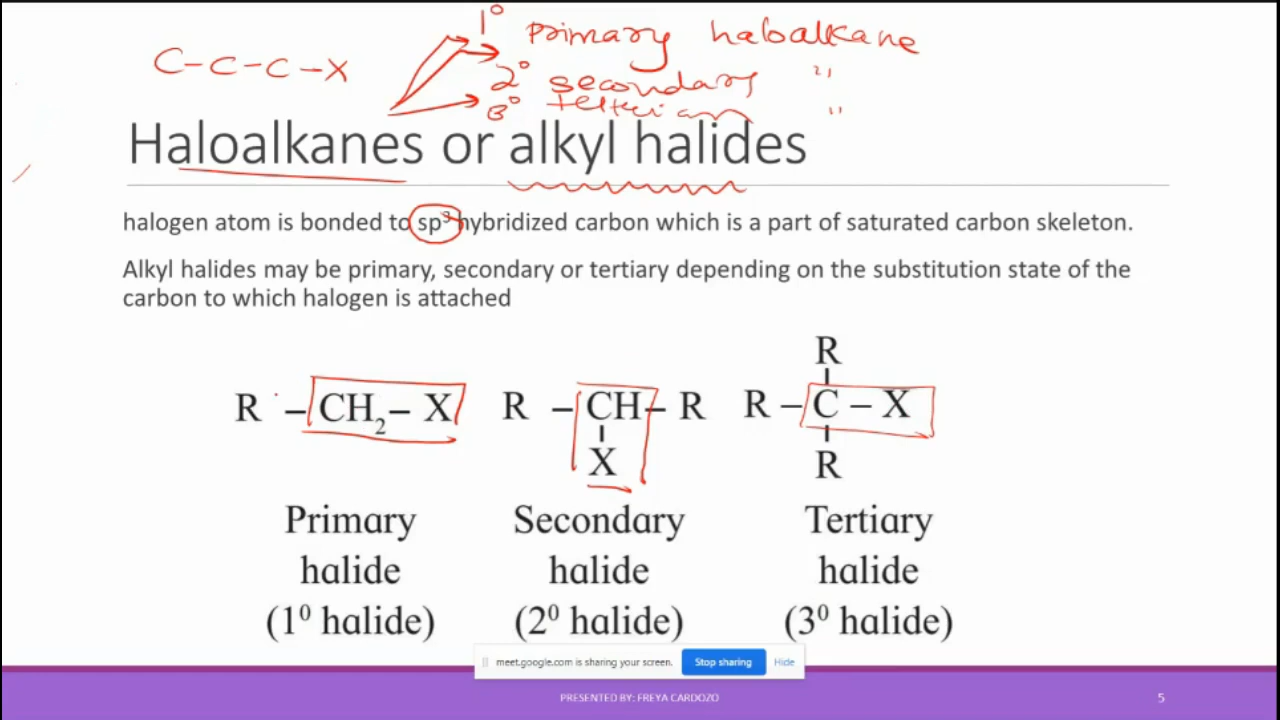 1° primary haloalkane
C-C-C-X
2° secondary "
3° "
Haloalkanes or alkyl halides
halogen atom is bonded to sp³ hybridized carbon which is a part of saturated carbon skeleton.
Alkyl halides may be primary, secondary or tertiary depending on the substitution state of the
carbon to which halogen is attached
R
R – CH₂ – X R – CH – R R – C – X
X R
Primary Secondary Tertiary
halide halide halide
(1⁰ halide) (2⁰ halide) (3⁰ halide)
meet.google.com is sharing your screen. Stop sharing Hide
PRESENTED BY: FREYA CARDOZO 5